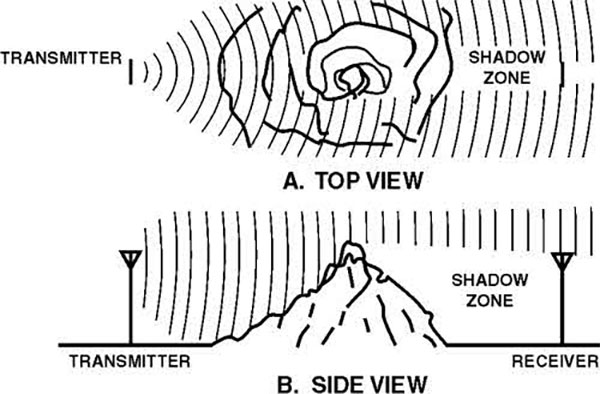 TRANSMITTER
SHADOW
ZONE
A. TOP VIEW
SHADOW
ZONE
TRANSMITTER
RECEIVER
B. SIDE VIEW